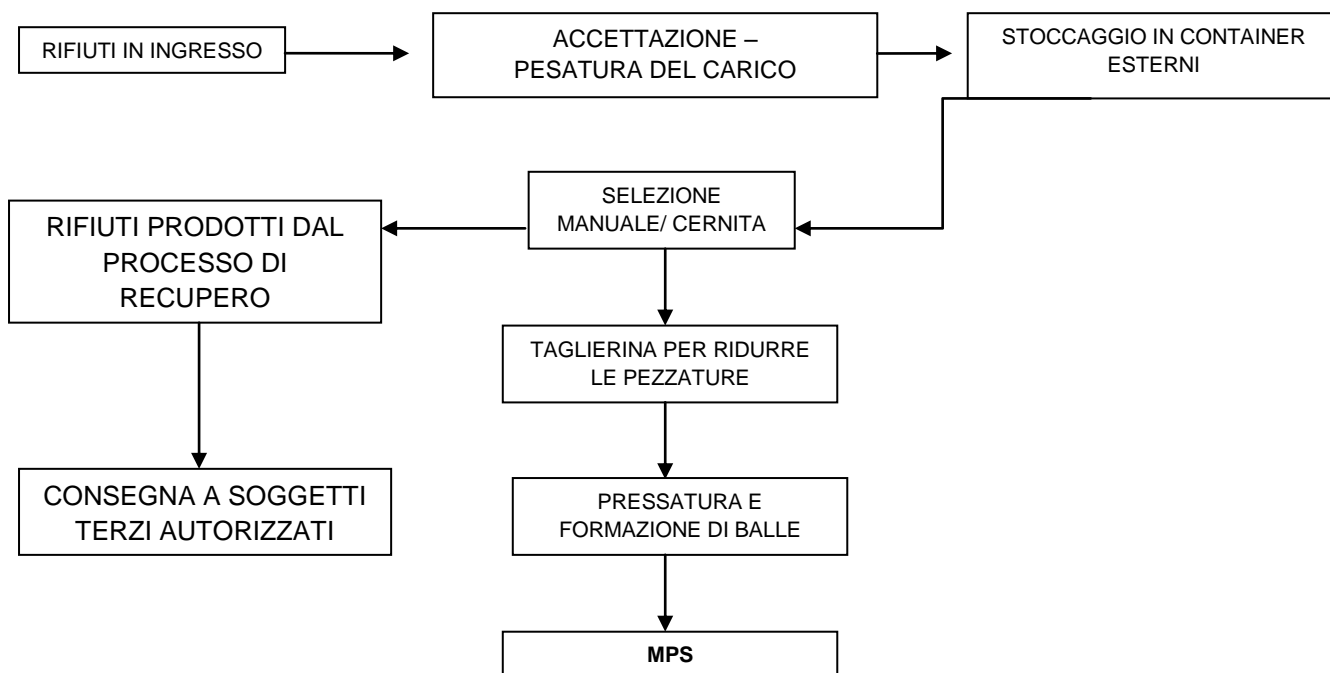 RIFIUTI IN INGRESSO
ACCETTAZIONE –
PESATURA DEL CARICO
STOCCAGGIO IN CONTAINER
ESTERNI
SELEZIONE
MANUALE/ CERNITA
RIFIUTI PRODOTTI DAL
PROCESSO DI
RECUPERO
TAGLIERINA PER RIDURRE
LE PEZZATURE
CONSEGNA A SOGGETTI
TERZI AUTORIZZATI
PRESSATURA E
FORMAZIONE DI BALLE
MPS